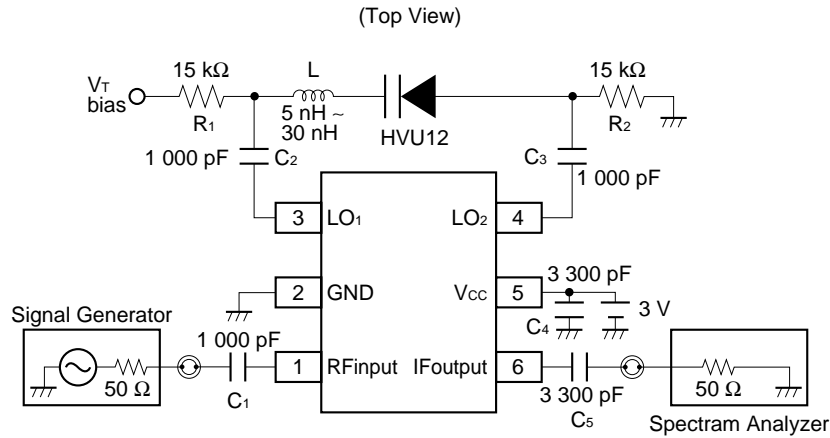 (Top View)
15 kΩ
L
15 kΩ
VT
bias
R1
5 nH ~
30 nH
HVU12
R2
1 000 pF
C2
C3
1 000 pF
3
LO1
LO2
4
2
GND
VCC
5
3 300 pF
C4
3 V
Signal Generator
1 000 pF
50 Ω
C1
1
RFinput
IFoutput
6
3 300 pF
C5
50 Ω
Spectram Analyzer